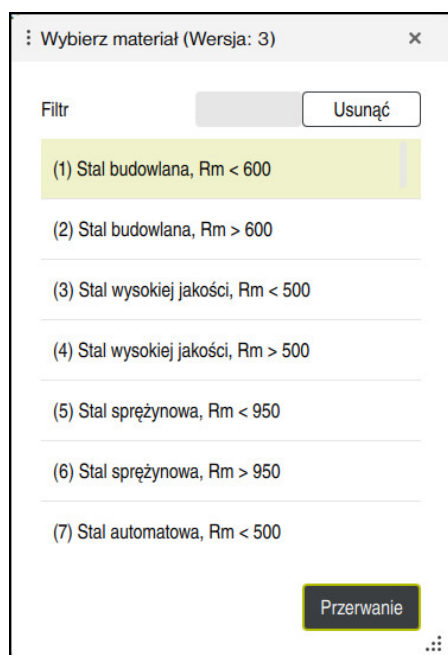 Wybierz materiał (Wersja: 3)
Filtr Usunąć
(1) Stal budowlana, Rm < 600
(2) Stal budowlana, Rm > 600
(3) Stal wysokiej jakości, Rm < 500
(4) Stal wysokiej jakości, Rm > 500
(5) Stal sprężynowa, Rm < 950
(6) Stal sprężynowa, Rm > 950
(7) Stal automatowa, Rm < 500
Przerwanie